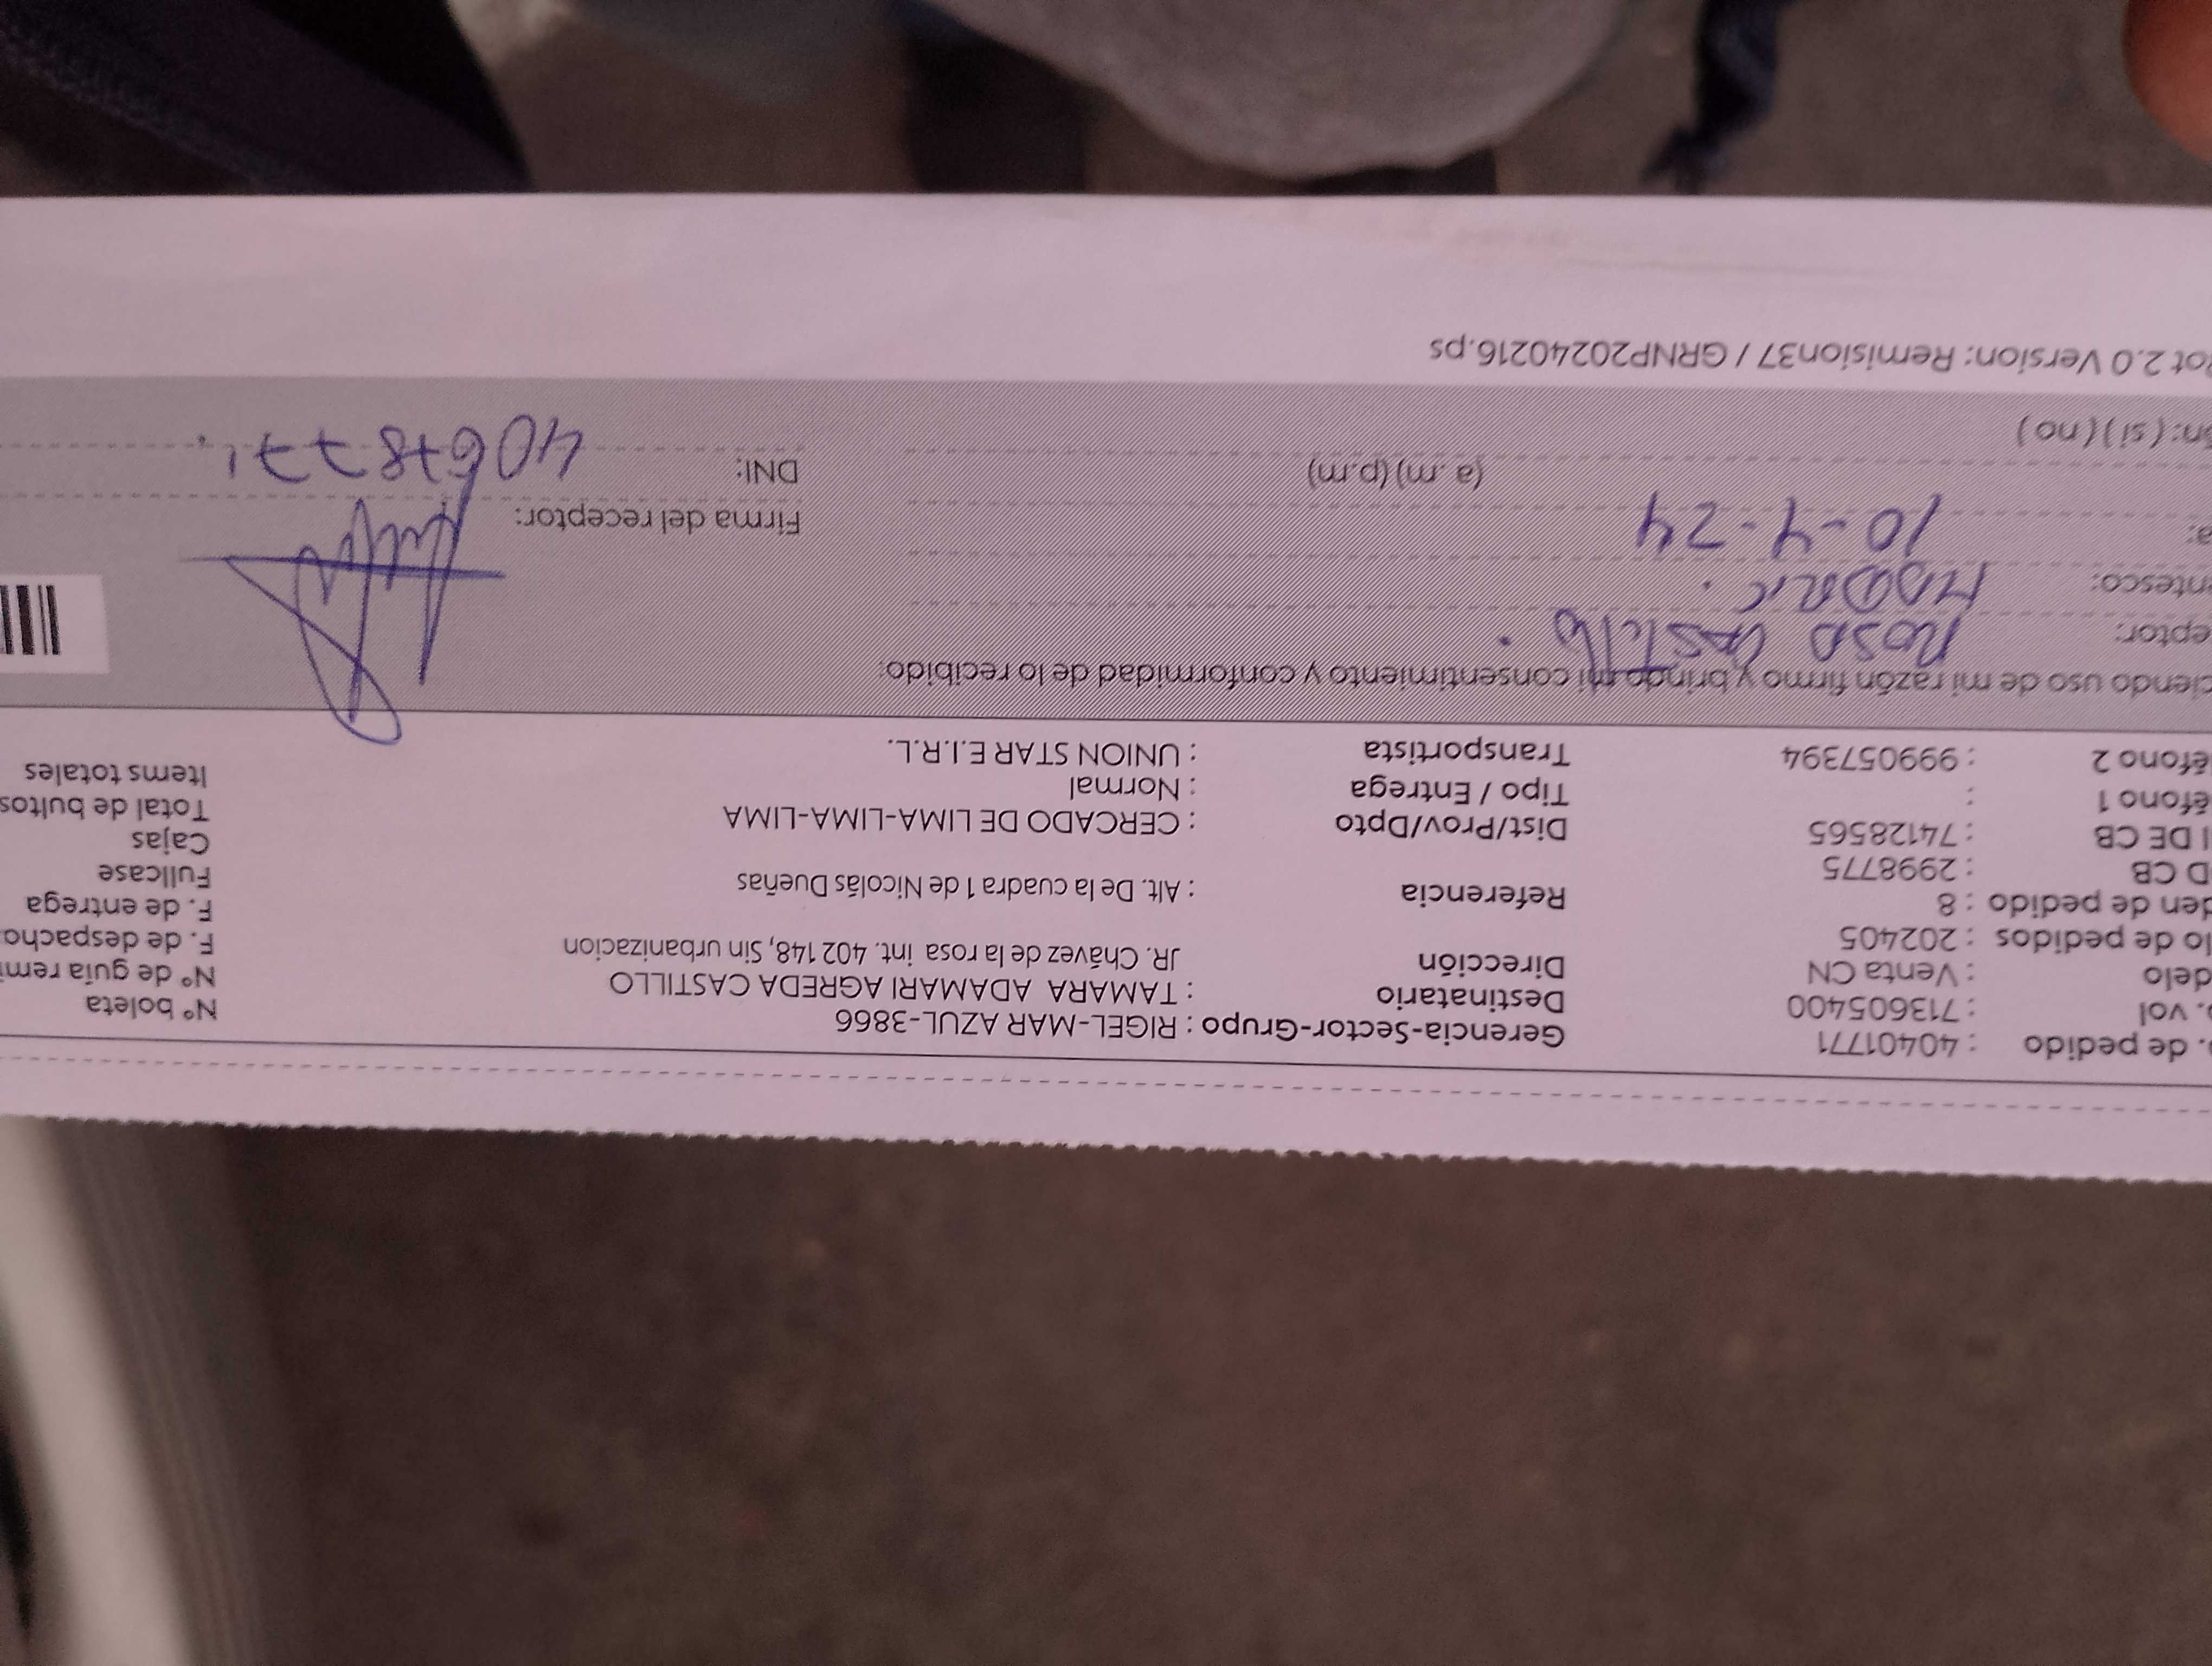 o. de pedido : 40401771 Gerencia-Sector-Grupo : RIGEL-MAR AZUL-3866 Nº boleta
o. vol : 713605400 Destinatario : TAMARA ADAMARI AGREDA CASTILLO Nº de guía remi
delo : Venta CN Dirección JR. Chávez de la rosa int. 402 148, Sin urbanizacion F. de despacho
lo de pedidos : 202405 F. de entrega
den de pedido : 8 Referencia : Alt. De la cuadra 1 de Nicolás Dueñas Fullcase
D CB : 2998775 Cajas
I DE CB : 74128565 Dist/Prov/Dpto : CERCADO DE LIMA-LIMA-LIMA Total de bultos
éfono 1 : Tipo / Entrega : Normal Items totales
éfono 2 : 999057394 Transportista : UNION STAR E.I.R.L.
ciendo uso de mi razón firmo y brindo mi consentimiento y conformidad de lo recibido:
eptor: Rosa Castillo.
entesco: Madre.
a: 10-4-24 Firma del receptor:
(a. m) (p.m) DNI: 40678771.
ón: (si) (no)
Pot 2.0 Version: Remision37 / GRNP20240216.ps